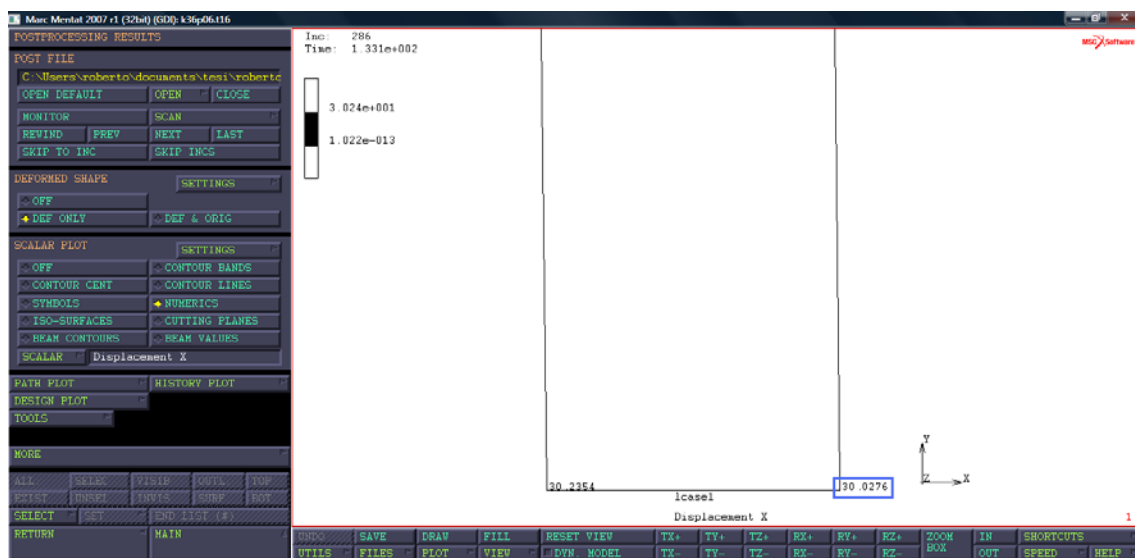 Marc Mentat 2007 r1 (32bit) (GDI): k36p06.t16
POSTPROCESSING RESULTS
POST FILE
C:\Users\roberto\documents\tesi\roberto
OPEN DEFAULT OPEN CLOSE
MONITOR SCAN
REWIND PREV NEXT LAST
SKIP TO INC SKIP INCS
DEFORMED SHAPE SETTINGS
OFF
DEF ONLY DEF & ORIG
SCALAR PLOT SETTINGS
OFF CONTOUR BANDS
CONTOUR CENT CONTOUR LINES
SYMBOLS NUMERICS
ISO-SURFACES CUTTING PLANES
BEAM CONTOURS BEAM VALUES
SCALAR Displacement X
PATH PLOT HISTORY PLOT
DESIGN PLOT
TOOLS
MORE
ALL SELEC VISIB OUTL TOP
EXIST UNSEL INVIS SURF BOT
SELECT SET END LIST (#)
RETURN MAIN
Inc: 286
Time: 1.331e+002
MSC Software
3.024e+001
1.022e-013
30.2354
30.0276
lcase1
Displacement X
Y
Z X
1
UNDO SAVE DRAW FILL RESET VIEW TX+ TY+ TZ+ RX+ RY+ RZ+ ZOOM BOX IN SHORTCUTS
UTILS FILES PLOT VIEW DYN. MODEL TX- TY- TZ- RX- RY- RZ- OUT SPEED HELP